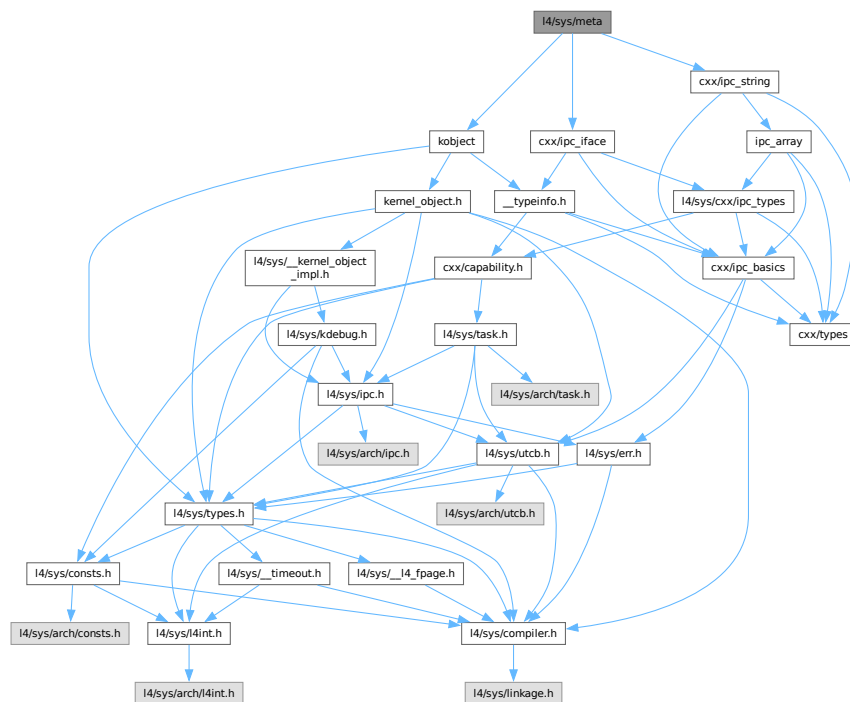 l4/sys/meta
cxx/ipc_string
kobject
cxx/ipc_iface
ipc_array
kernel_object.h
__typeinfo.h
l4/sys/cxx/ipc_types
l4/sys/__kernel_object
_impl.h
cxx/capability.h
cxx/ipc_basics
l4/sys/kdebug.h
l4/sys/task.h
cxx/types
l4/sys/ipc.h
l4/sys/arch/task.h
l4/sys/arch/ipc.h
l4/sys/utcb.h
l4/sys/err.h
l4/sys/types.h
l4/sys/arch/utcb.h
l4/sys/consts.h
l4/sys/__timeout.h
l4/sys/__l4_fpage.h
l4/sys/arch/consts.h
l4/sys/l4int.h
l4/sys/compiler.h
l4/sys/arch/l4int.h
l4/sys/linkage.h